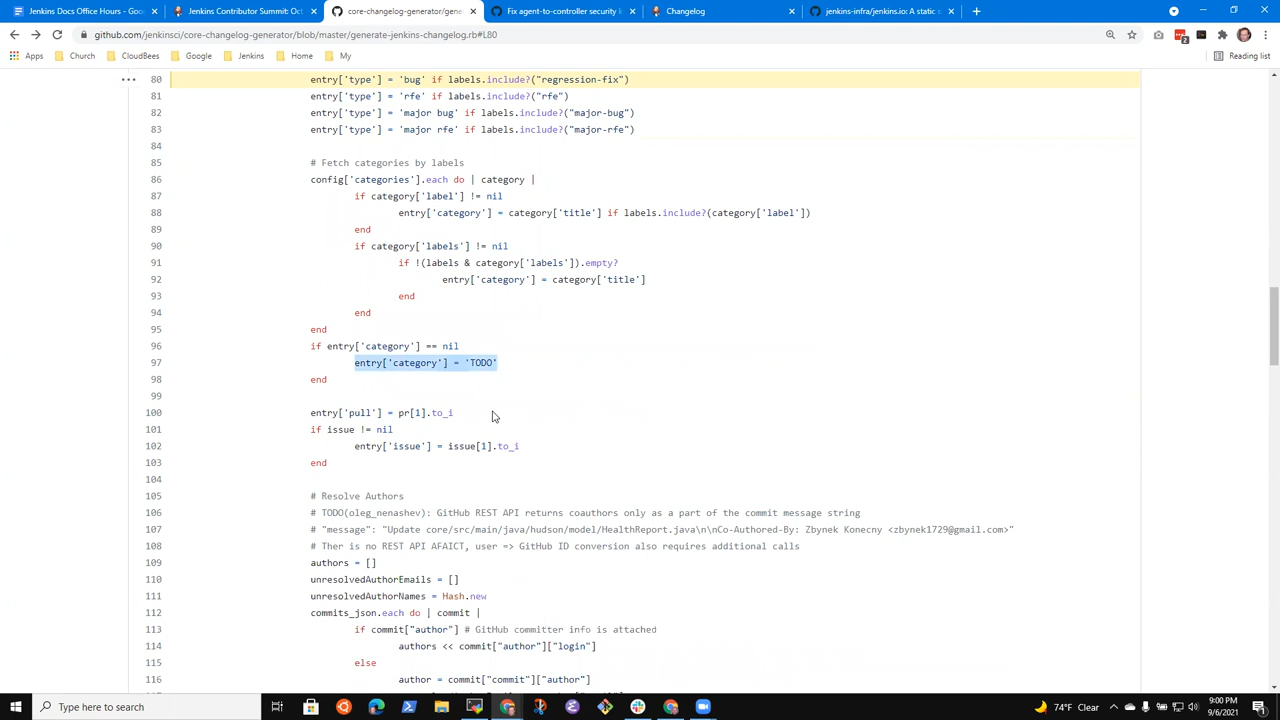 Jenkins Docs Office Hours - Goo
Jenkins Contributor Summit: Oct
core-changelog-generator/gene
Fix agent-to-controller security k
Changelog
jenkins-infra/jenkins.io: A static s
github.com/jenkinsci/core-changelog-generator/blob/master/generate-jenkins-changelog.rb#L80
Apps
Church
CloudBees
Google
Jenkins
Home
My
Reading list
80 entry['type'] = 'bug' if labels.include?("regression-fix")
81 entry['type'] = 'rfe' if labels.include?("rfe")
82 entry['type'] = 'major bug' if labels.include?("major-bug")
83 entry['type'] = 'major rfe' if labels.include?("major-rfe")
84
85 # Fetch categories by labels
86 config['categories'].each do | category |
87 if category['label'] != nil
88 entry['category'] = category['title'] if labels.include?(category['label'])
89 end
90 if category['labels'] != nil
91 if !(labels & category['labels']).empty?
92 entry['category'] = category['title']
93 end
94 end
95 end
96 if entry['category'] == nil
97 entry['category'] = 'TODO'
98 end
99
100 entry['pull'] = pr[1].to_i
101 if issue != nil
102 entry['issue'] = issue[1].to_i
103 end
104
105 # Resolve Authors
106 # TODO(oleg_nenashev): GitHub REST API returns coauthors only as a part of the commit message string
107 # "message": "Update core/src/main/java/hudson/model/HealthReport.java\n\nCo-Authored-By: Zbynek Konecny <zbynek1729@gmail.com>"
108 # Ther is no REST API AFAICT, user => GitHub ID conversion also requires additional calls
109 authors = []
110 unresolvedAuthorEmails = []
111 unresolvedAuthorNames = Hash.new
112 commits_json.each do | commit |
113 if commit["author"] # GitHub committer info is attached
114 authors << commit["author"]["login"]
115 else
116 author = commit["commit"]["author"]
Type here to search
74°F Clear
9:00 PM
9/6/2021